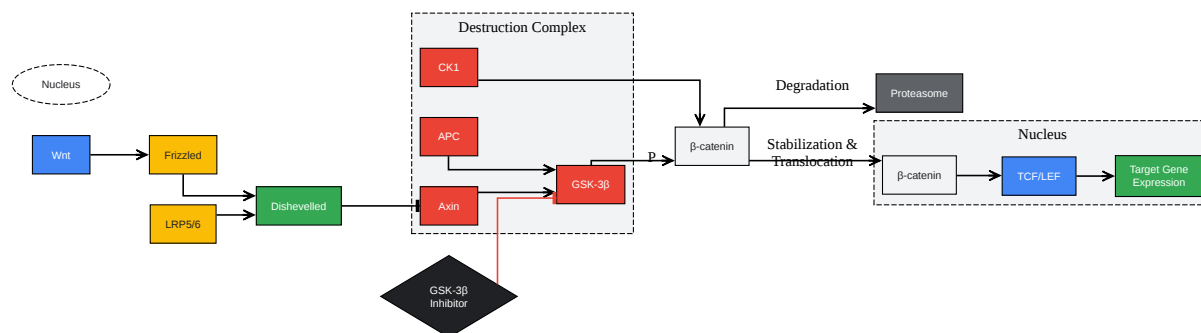 Destruction Complex
CK1
Nucleus
Degradation
Proteasome
APC
Nucleus
Wnt
Frizzled
P
β-catenin
Stabilization &
Translocation
β-catenin
TCF/LEF
Target Gene
Expression
GSK-3β
LRP5/6
Dishevelled
Axin
GSK-3β
Inhibitor